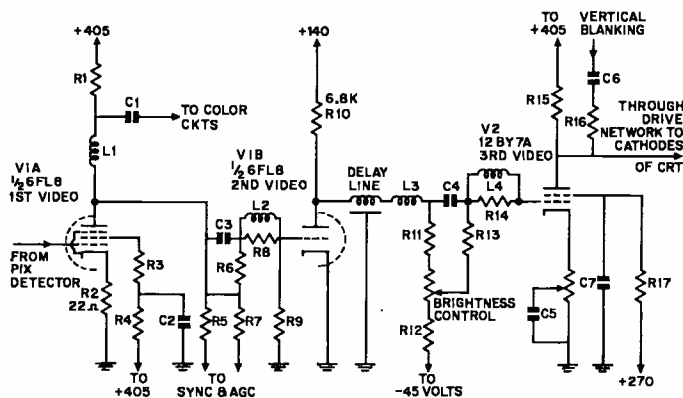 +405
+140
TO
+405
VERTICAL
BLANKING
R1
C1
TO COLOR
CKTS
6.8K
R10
R15
C6
R16
THROUGH
DRIVE
NETWORK TO
CATHODES
OF CRT
L1
V1A
1/2 6FL8
1ST VIDEO
V1B
1/2 6FL8
2ND VIDEO
DELAY
LINE
L3
C4
V2
12 BY7A
3RD VIDEO
L4
R14
L2
C3
R8
FROM
PIX
DETECTOR
R3
R6
R11
R13
R2
22Ω
R4
C2
R5
R7
R9
BRIGHTNESS
CONTROL
R12
C5
C7
R17
TO
+405
TO
SYNC & AGC
TO
-45 VOLTS
+270